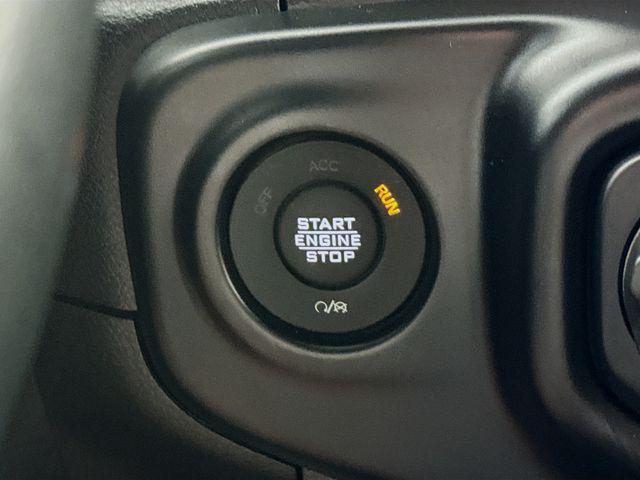 ACC
OFF
RUN
START
ENGINE
STOP